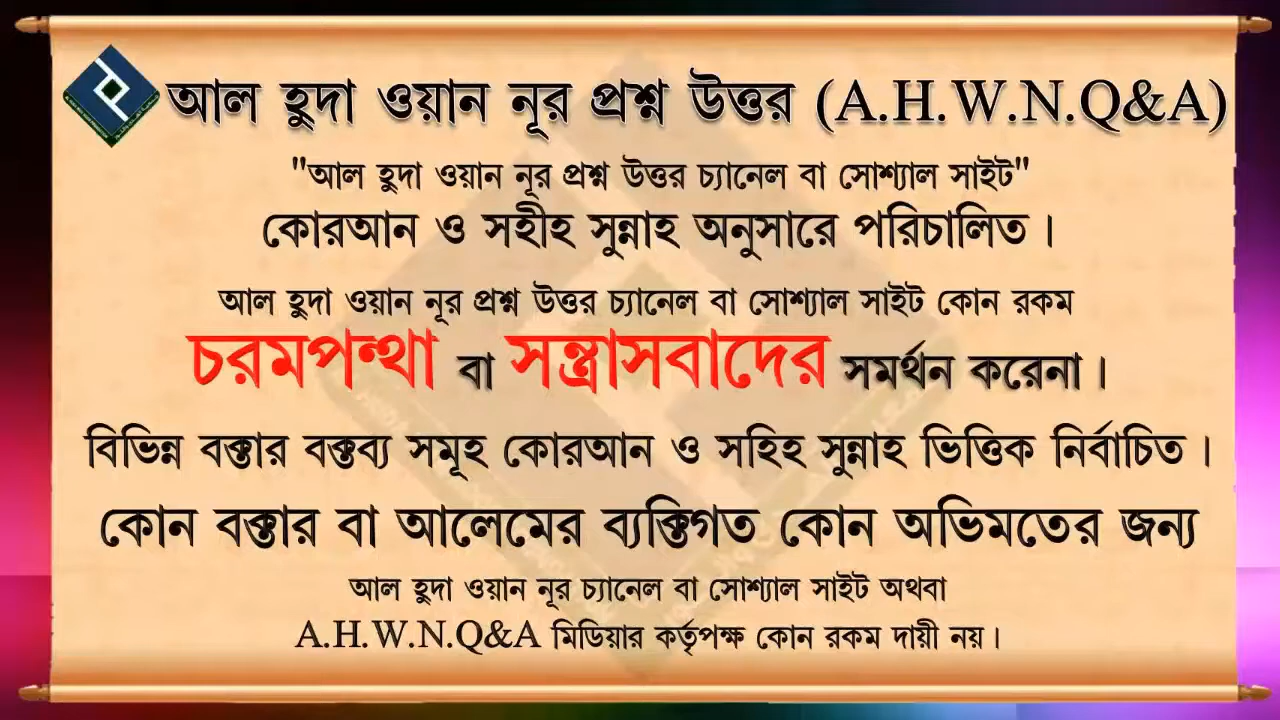 আল হুদা ওয়ান নূর প্রশ্ন উত্তর (A.H.W.N.Q&A)
"আল হুদা ওয়ান নূর প্রশ্ন উত্তর চ্যানেল বা সোশ্যাল সাইট"
কোরআন ও সহীহ সুন্নাহ অনুসারে পরিচালিত।
আল হুদা ওয়ান নূর প্রশ্ন উত্তর চ্যানেল বা সোশ্যাল সাইট কোন রকম
চরমপন্থা বা সন্ত্রাসবাদের সমর্থন করেনা।
বিভিন্ন বক্তার বক্তব্য সমূহ কোরআন ও সহিহ সুন্নাহ ভিত্তিক নির্বাচিত।
কোন বক্তার বা আলেমের ব্যক্তিগত কোন অভিমতের জন্য
আল হুদা ওয়ান নূর চ্যানেল বা সোশ্যাল সাইট অথবা
A.H.W.N.Q&A মিডিয়ার কর্তৃপক্ষ কোন রকম দায়ী নয়।